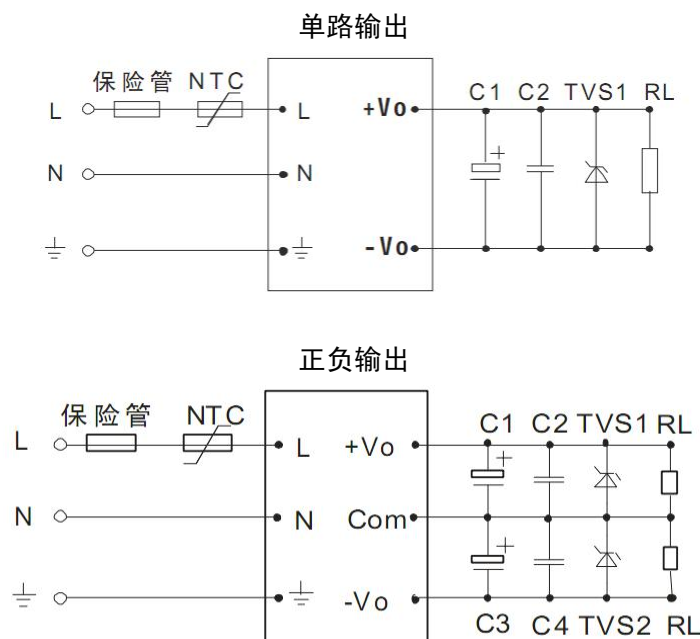 单路输出
保险管 NTC C1 C2 TVS1 RL
L L +Vo
+
N N
-Vo
正负输出
保险管 NTC C1 C2 TVS1 RL
L L +Vo
+
N N Com
+
-Vo
C3 C4 TVS2 RL